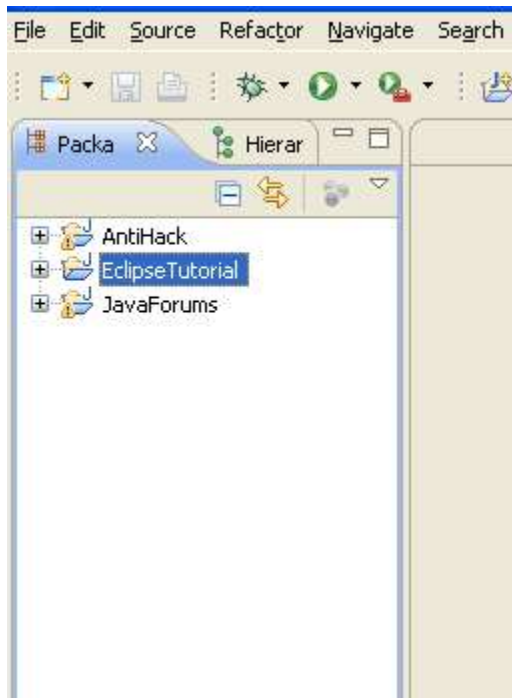 File Edit Source Refactor Navigate Search
Packa Hierar
AntiHack
EclipseTutorial
JavaForums